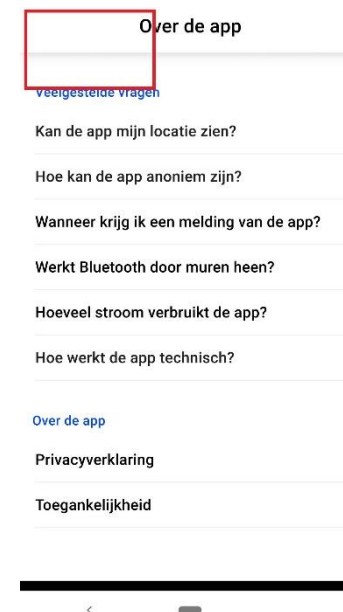 Over de app
Veelgestelde vragen
Kan de app mijn locatie zien?
Hoe kan de app anoniem zijn?
Wanneer krijg ik een melding van de app?
Werkt Bluetooth door muren heen?
Hoeveel stroom verbruikt de app?
Hoe werkt de app technisch?
Over de app
Privacyverklaring
Toegankelijkheid